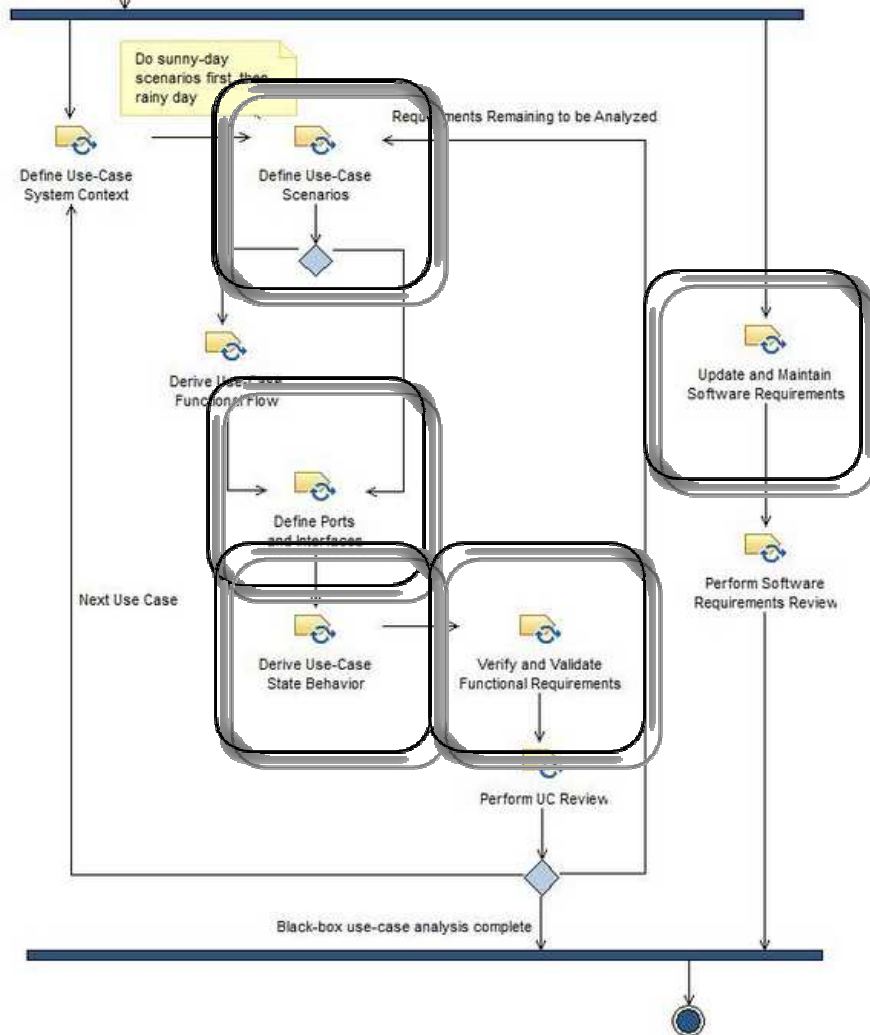 Do sunny-day
scenarios first, then
rainy day
Requirements Remaining to be Analyzed
Define Use-Case
System Context
Define Use-Case
Scenarios
Derive Use-Case
Functional Flow
Update and Maintain
Software Requirements
Define Ports
and Interfaces
Next Use Case
Perform Software
Requirements Review
Derive Use-Case
State Behavior
Verify and Validate
Functional Requirements
Perform UC Review
Black-box use-case analysis complete